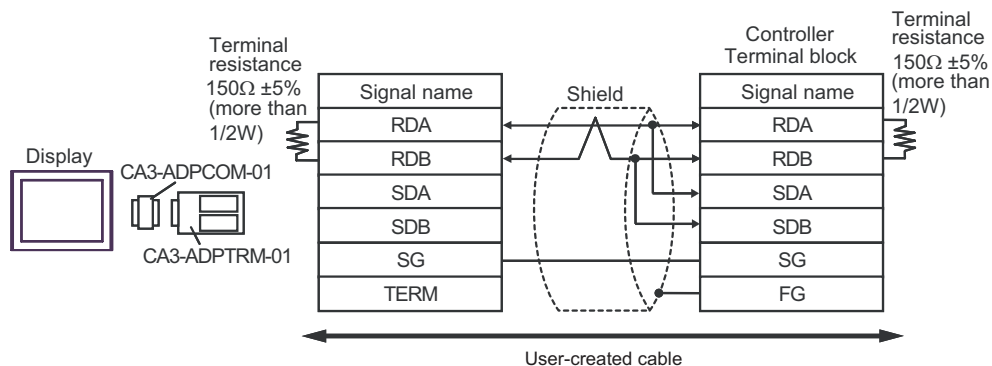 Terminal
resistance
150Ω ±5%
(more than
1/2W)
Display
CA3-ADPCOM-01
CA3-ADPTRM-01
Signal name
RDA
RDB
SDA
SDB
SG
TERM
Shield
Controller
Terminal block
Signal name
RDA
RDB
SDA
SDB
SG
FG
Terminal
resistance
150Ω ±5%
(more than
1/2W)
User-created cable